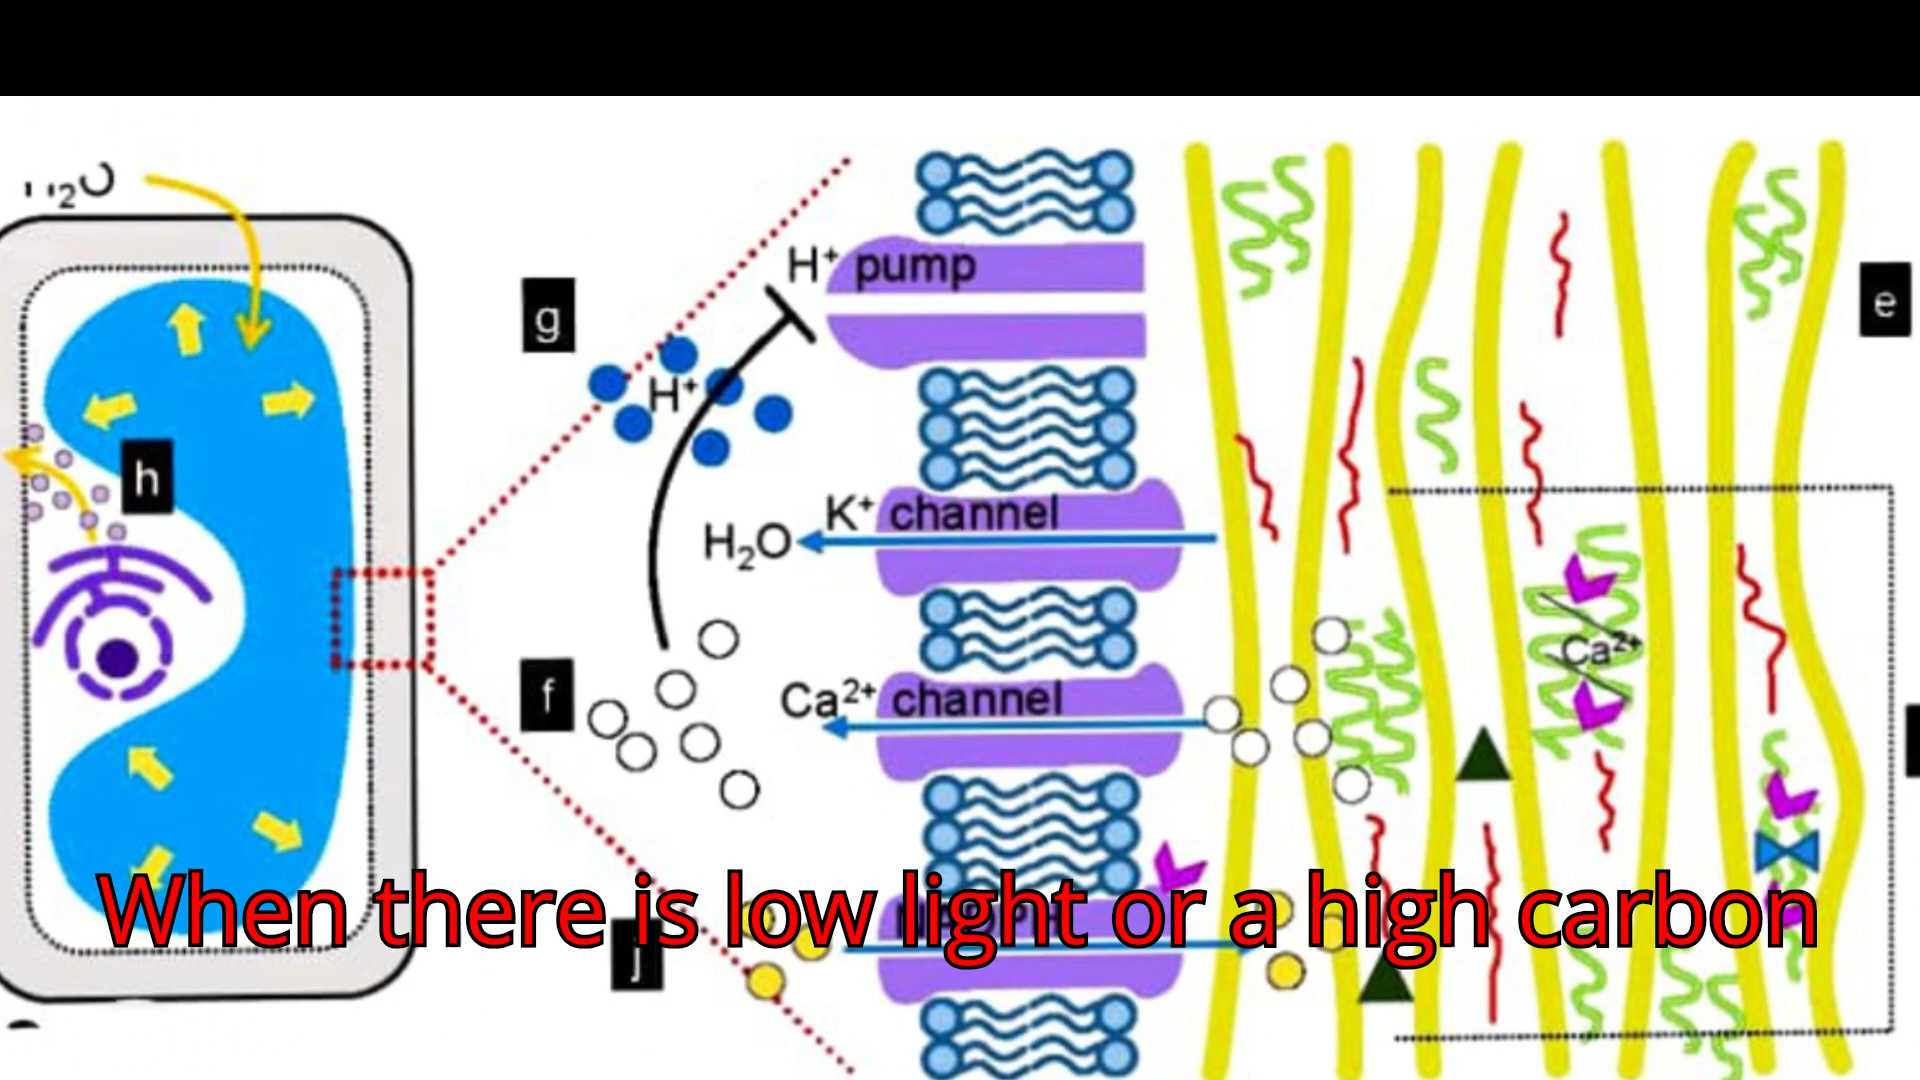 H₂O
H⁺ pump
g
e
H⁺
h
K⁺ channel
H₂O
Ca²⁺
f
Ca²⁺ channel
When there is low light or a high carbon
j